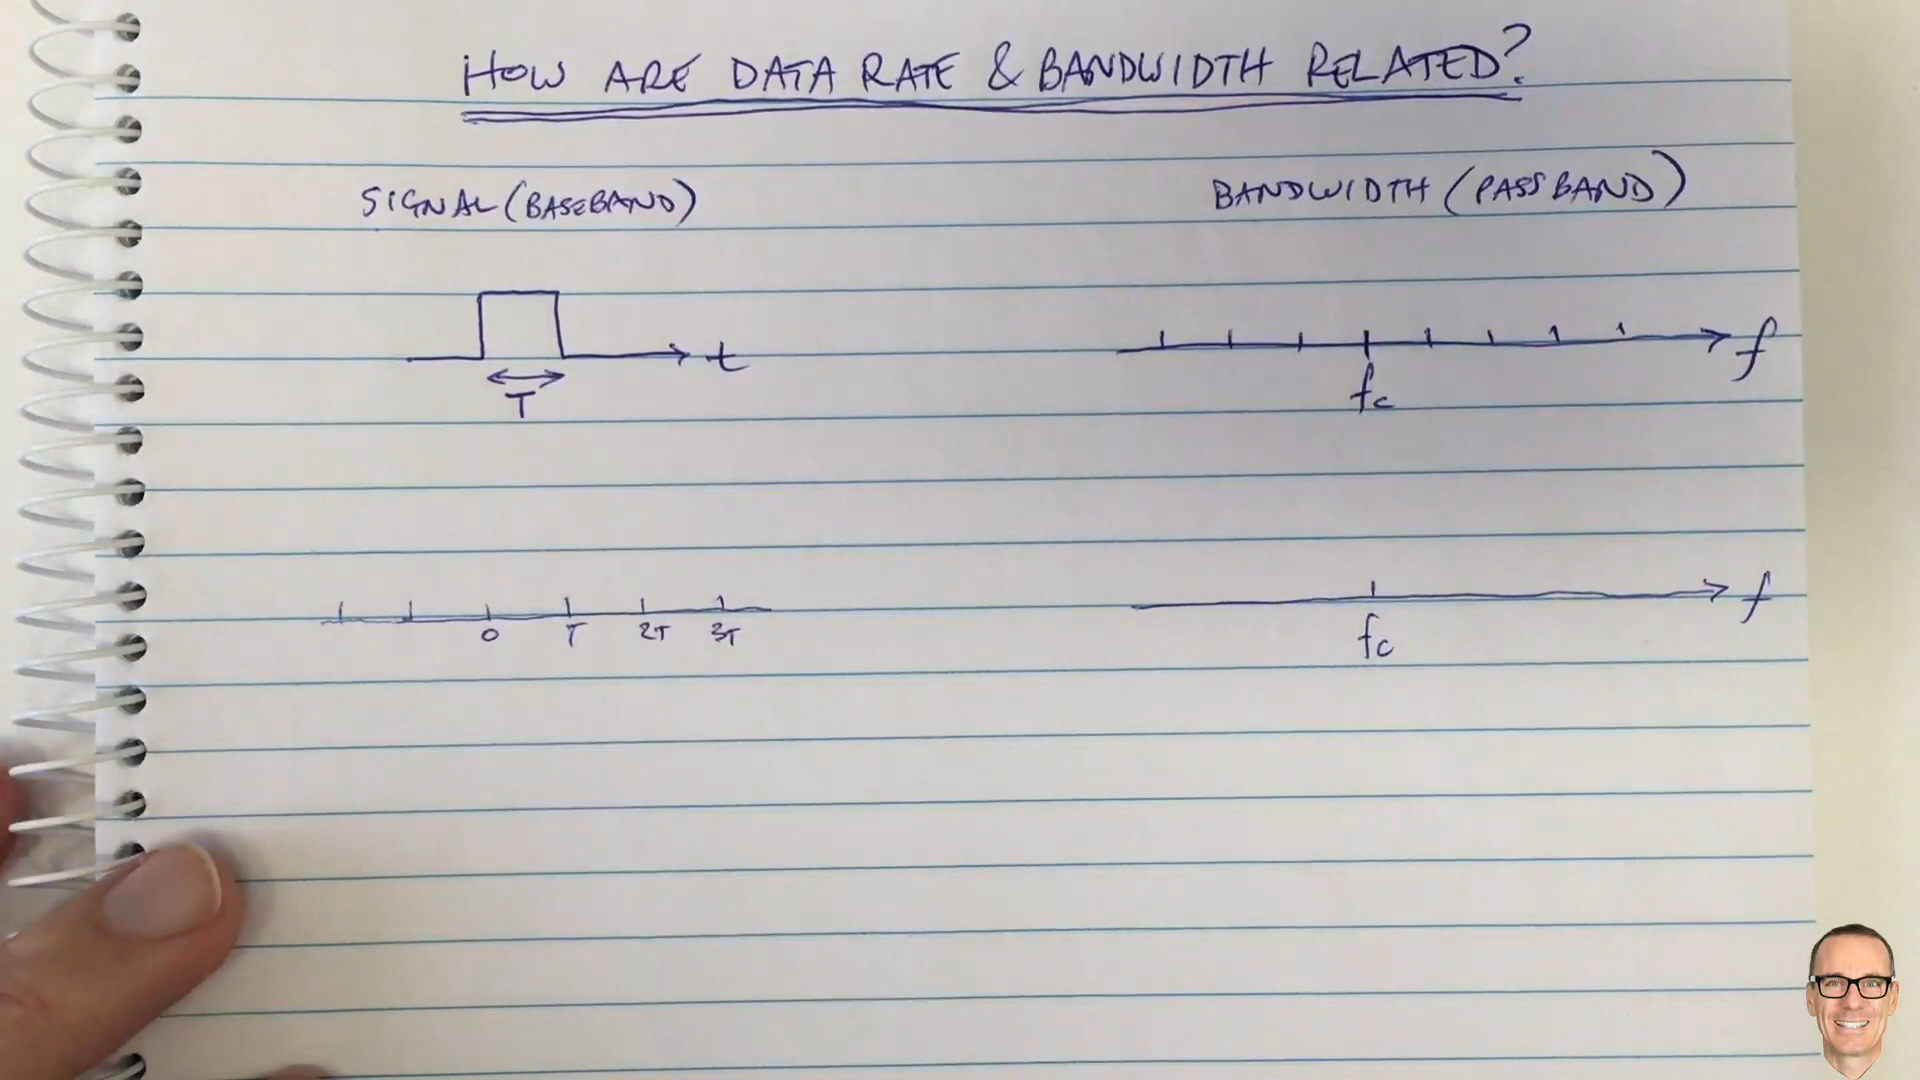 HOW ARE DATA RATE & BANDWIDTH RELATED?
SIGNAL (BASEBAND)
BANDWIDTH (PASSBAND)
t
T
f
fc
0 T 2T 3T
f
fc